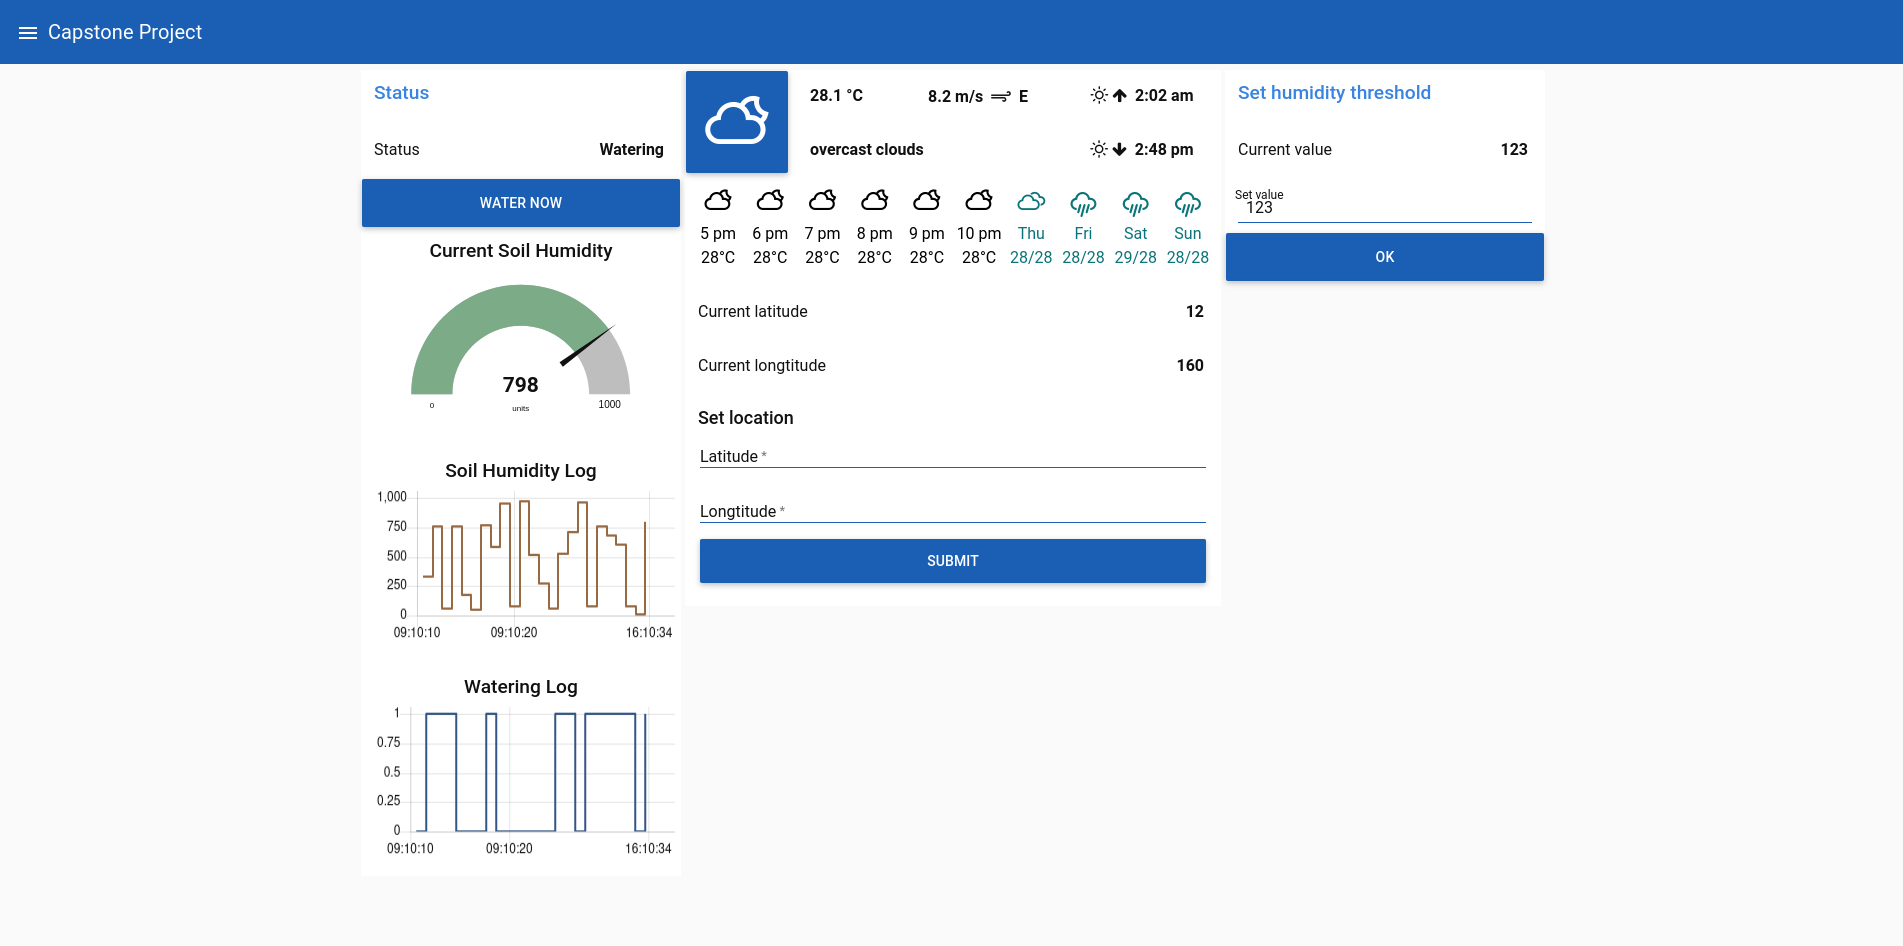 Capstone Project
Status
Status Watering
WATER NOW
Current Soil Humidity
798
0 units 1000
Soil Humidity Log
1,000
750
500
250
0
09:10:10 09:10:20 16:10:34
Watering Log
1
0.75
0.5
0.25
0
09:10:10 09:10:20 16:10:34
28.1 °C 8.2 m/s E 2:02 am
overcast clouds 2:48 pm
5 pm 6 pm 7 pm 8 pm 9 pm 10 pm Thu Fri Sat Sun
28°C 28°C 28°C 28°C 28°C 28°C 28/28 28/28 29/28 28/28
Current latitude 12
Current longtitude 160
Set location
Latitude *
Longtitude *
SUBMIT
Set humidity threshold
Current value 123
Set value
123
OK